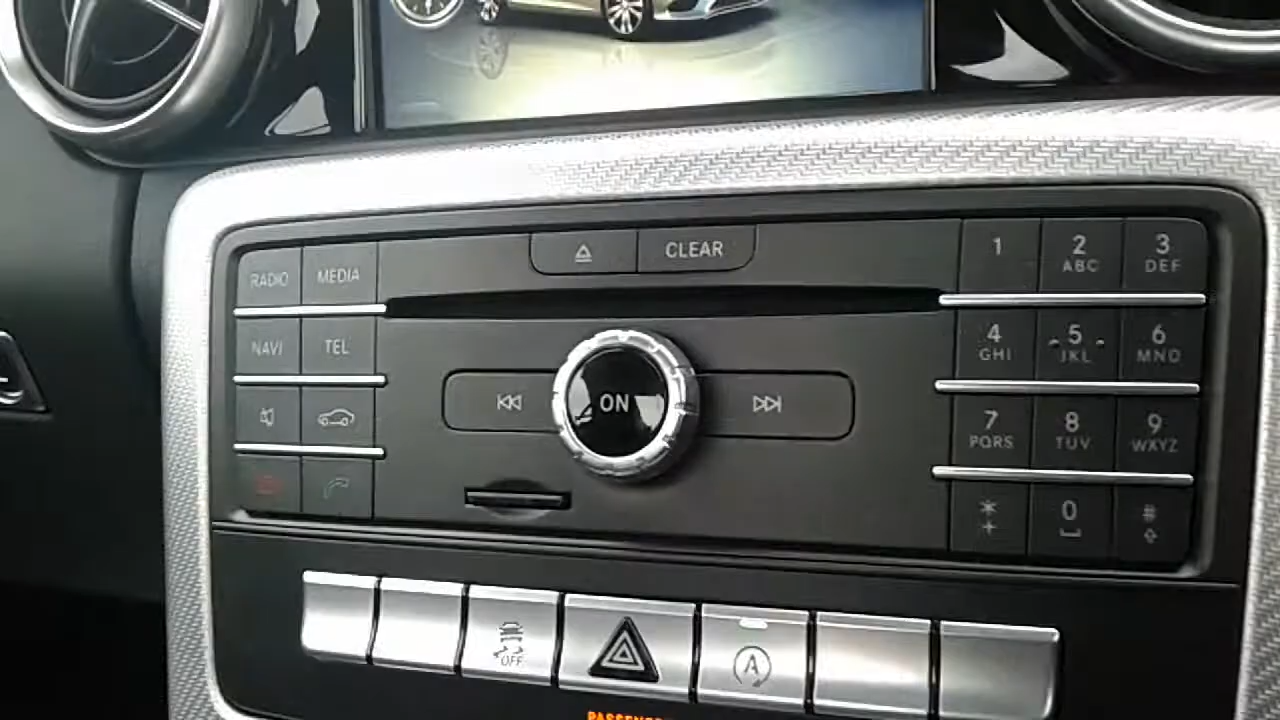 CLEAR
RADIO
MEDIA
1
2
ABC
3
DEF
NAVI
TEL
4
GHI
5
JKL
6
MNO
ON
7
PQRS
8
TUV
9
WXYZ
*
+
0
#
OFF
A